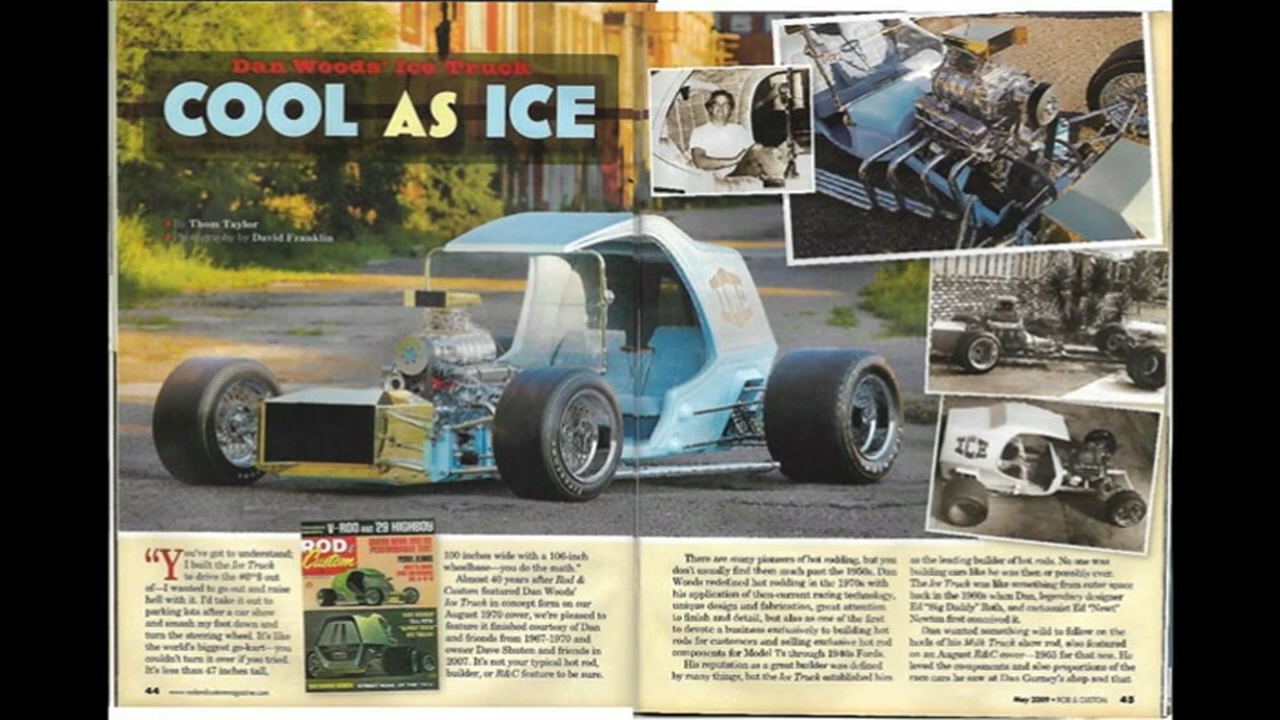 Dan Woods' Ice Truck
COOL AS ICE
By Thom Taylor
Photography by David Franklin
ICE
ICE
V-ROD AND 29 HIGHBOY
ROD &
Custom
"You've got to understand;
I built the Ice Truck
to drive the #@*$ out
of—I wanted to go out and raise
hell with it. I'd take it out to
parking lots after a car show
and smash my foot down and
turn the steering wheel. It's like
the world's biggest go-kart—you
couldn't turn it over if you tried.
It's less than 47 inches tall,
100 inches wide with a 106-inch
wheelbase—you do the math."
Almost 40 years after Rod &
Custom featured Dan Woods'
Ice Truck in concept form on our
August 1970 cover, we're pleased to
feature it finished courtesy of Dan
and friends from 1967-1970 and
owner Dave Shuten and friends in
2007. It's not your typical hot rod,
builder, or R&C feature to be sure.
There are many pioneers of hot rodding, but you
don't usually find them much past the 1950s. Dan
Woods redefined hot rodding in the 1970s with
his application of then-current racing technology,
unique design and fabrication, great attention
to finish and detail, but also as one of the first
to devote a business exclusively to building hot
rods for customers and selling exclusive hot rod
components for Model Ts through 1940s Fords.
His reputation as a great builder was defined
by many things, but the Ice Truck established him
as the leading builder of hot rods. No one was
building cars like he was then or possibly ever.
The Ice Truck was like something from outer space
back in the 1960s when Dan, legendary designer
Ed "Big Daddy" Roth, and cartoonist Ed "Newt"
Newton first conceived it.
Dan wanted something wild to follow on the
heels of his Milk Truck show rod, also featured
on an August R&C cover—1965 for that one. He
loved the components and also proportions of the
race cars he saw at Dan Gurney's shop and that
44 www.rodandcustommagazine.com
May 2009 • ROD & CUSTOM 45